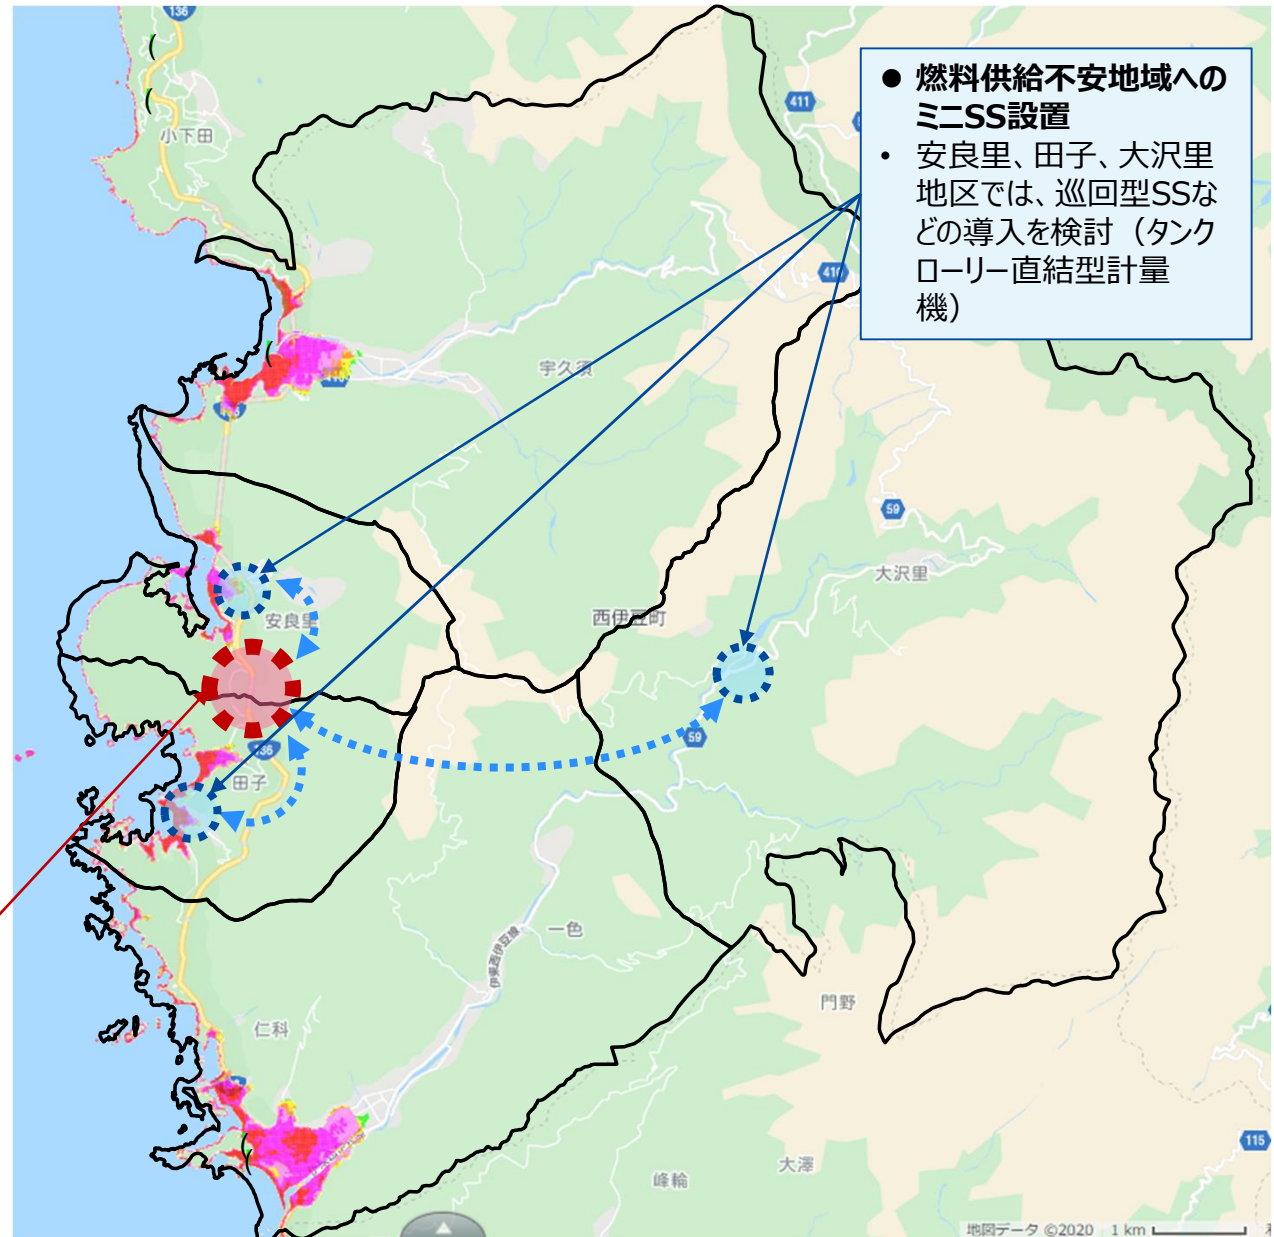 136
小下田
● 燃料供給不安地域への
ミニSS設置
• 安良里、田子、大沢里
地区では、巡回型SSな
どの導入を検討（タンク
ローリー直結型計量
機）
411
410
宇久須
59
大沢里
安良里
西伊豆町
59
136
田子
一色
伊東西伊豆線
門野
仁科
115
大澤
峰輪
地図データ ©2020 1 km